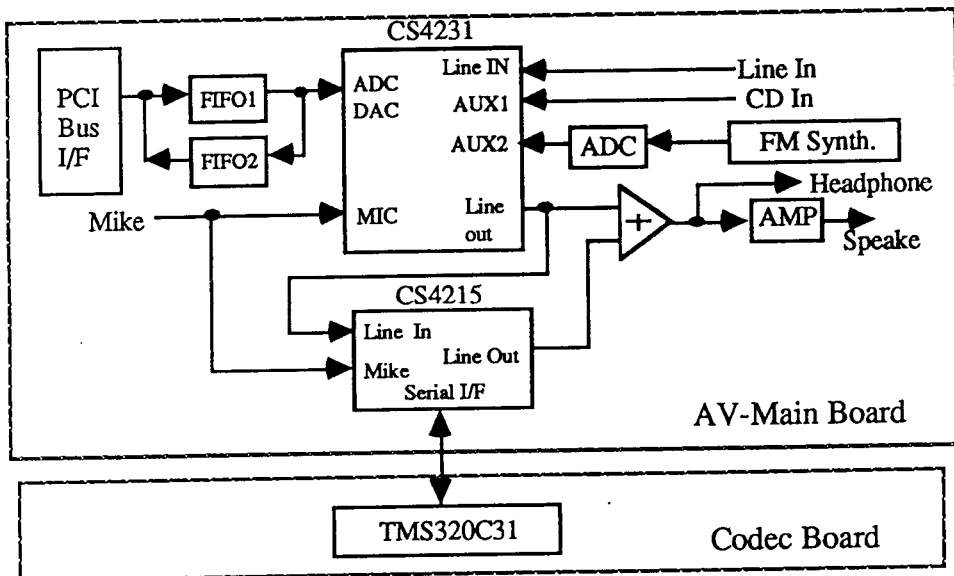 CS4231
PCI
Bus
I/F
FIFO1
FIFO2
ADC
DAC
Line IN
AUX1
AUX2
MIC
Line
out
Line In
CD In
ADC
FM Synth.
Headphone
AMP
Speake
Mike
+
CS4215
Line In
Mike
Line Out
Serial I/F
AV-Main Board
TMS320C31
Codec Board